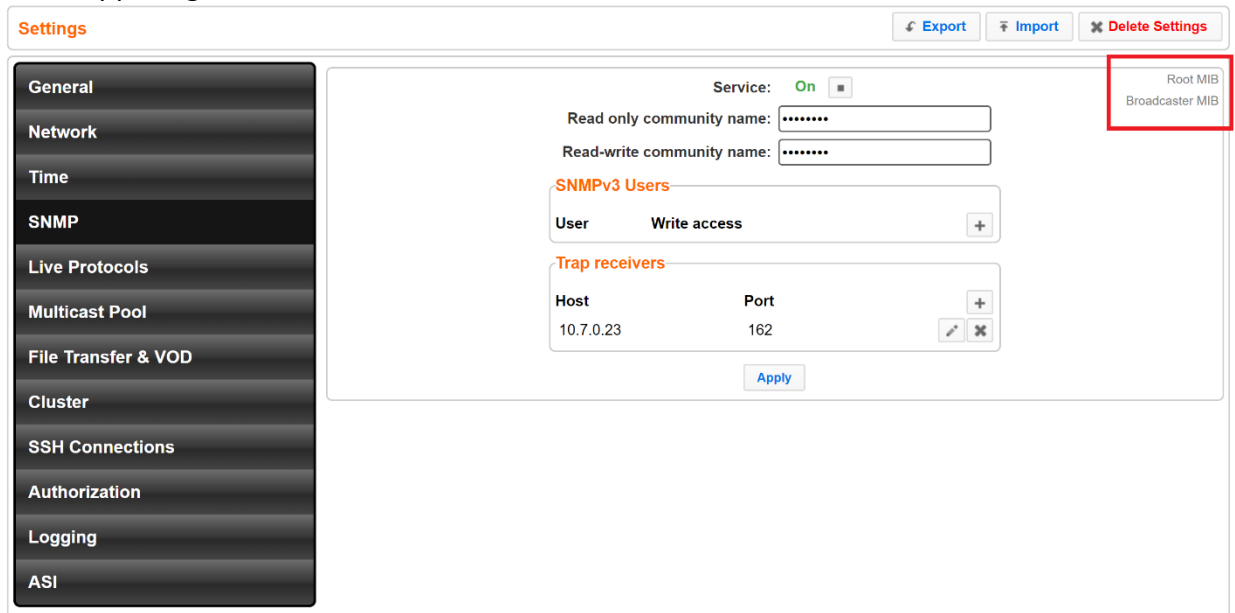 Settings
Export
Import
Delete Settings
General
Network
Time
SNMP
Live Protocols
Multicast Pool
File Transfer & VOD
Cluster
SSH Connections
Authorization
Logging
ASI
Service: On
Read only community name: ••••••••
Read-write community name: ••••••••
SNMPv3 Users
User Write access
Trap receivers
Host Port
10.7.0.23 162
Apply
Root MIB
Broadcaster MIB